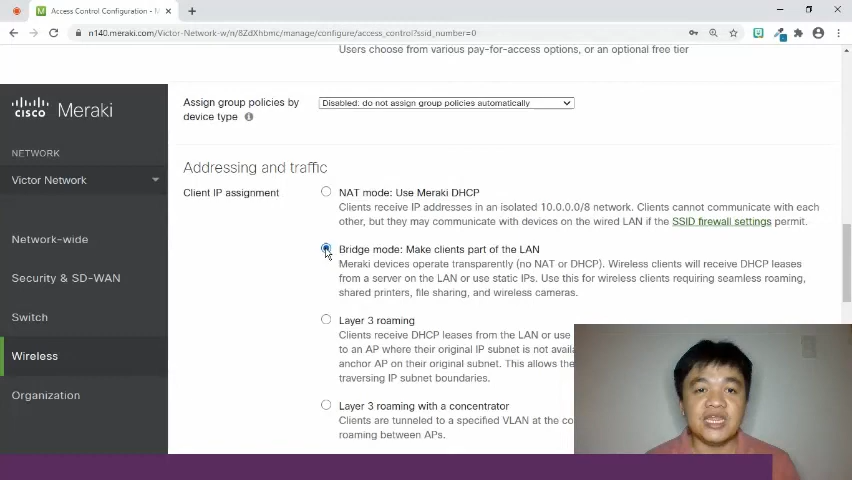 Access Control Configuration - M
n140.meraki.com/Victor-Network-w/n/8ZdXhbmc/manage/configure/access_control?ssid_number=0
Users choose from various pay-for-access options, or an optional free tier
Assign group policies by device type
Disabled: do not assign group policies automatically
cisco Meraki
NETWORK
Victor Network
Network-wide
Security & SD-WAN
Switch
Wireless
Organization
Addressing and traffic
Client IP assignment
NAT mode: Use Meraki DHCP
Clients receive IP addresses in an isolated 10.0.0.0/8 network. Clients cannot communicate with each
other, but they may communicate with devices on the wired LAN if the SSID firewall settings permit.
Bridge mode: Make clients part of the LAN
Meraki devices operate transparently (no NAT or DHCP). Wireless clients will receive DHCP leases
from a server on the LAN or use static IPs. Use this for wireless clients requiring seamless roaming,
shared printers, file sharing, and wireless cameras.
Layer 3 roaming
Clients receive DHCP leases from the LAN or use
to an AP where their original IP subnet is not availa
anchor AP on their original subnet. This allows the
traversing IP subnet boundaries.
Layer 3 roaming with a concentrator
Clients are tunneled to a specified VLAN at the co
roaming between APs.